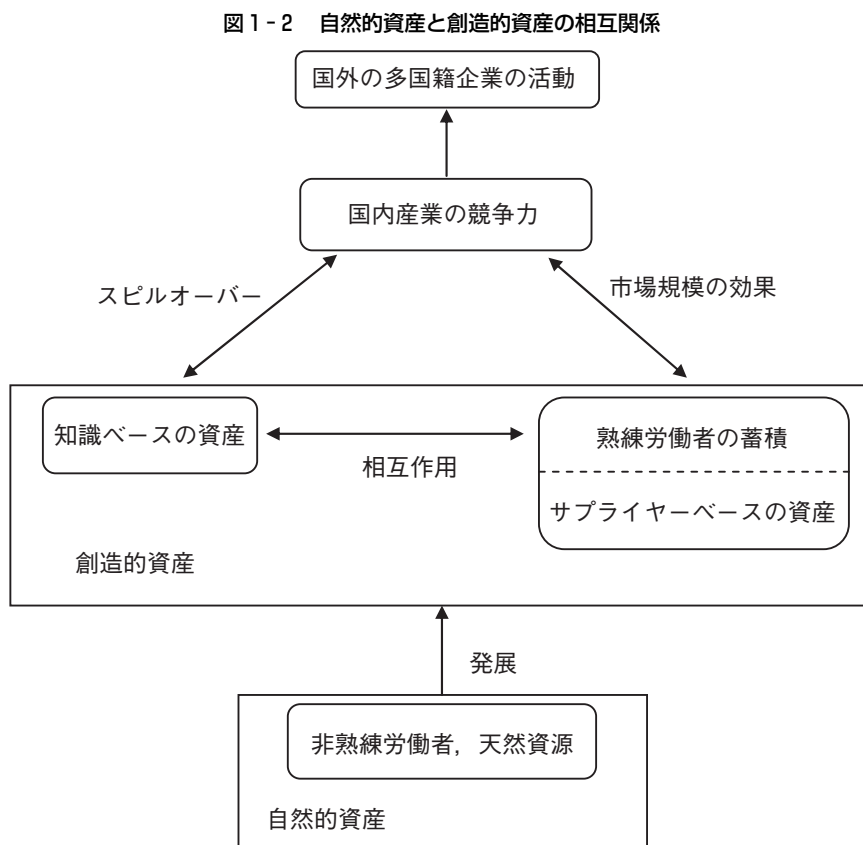 図1-2 自然的資産と創造的資産の相互関係
国外の多国籍企業の活動
国内産業の競争力
スピルオーバー
市場規模の効果
知識ベースの資産
相互作用
熟練労働者の蓄積
サプライヤーベースの資産
創造的資産
発展
非熟練労働者，天然資源
自然的資産